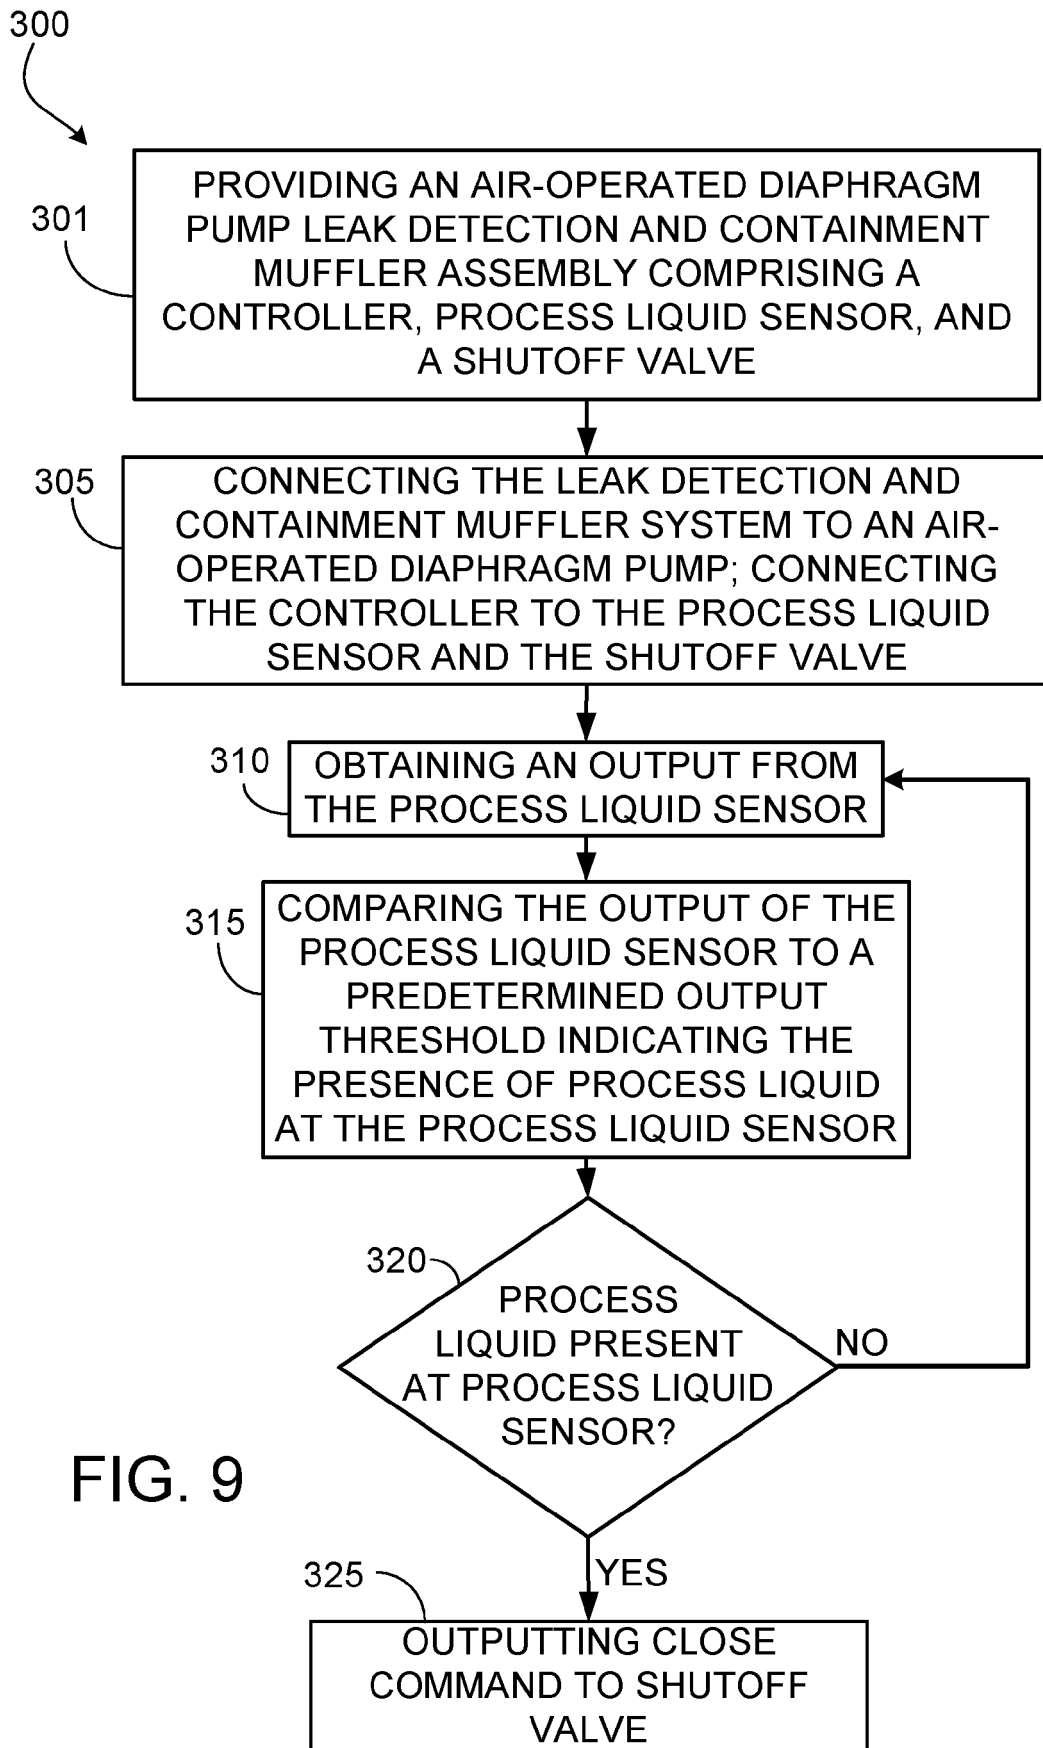 300
301
PROVIDING AN AIR-OPERATED DIAPHRAGM
PUMP LEAK DETECTION AND CONTAINMENT
MUFFLER ASSEMBLY COMPRISING A
CONTROLLER, PROCESS LIQUID SENSOR, AND
A SHUTOFF VALVE
305
CONNECTING THE LEAK DETECTION AND
CONTAINMENT MUFFLER SYSTEM TO AN AIR-
OPERATED DIAPHRAGM PUMP; CONNECTING
THE CONTROLLER TO THE PROCESS LIQUID
SENSOR AND THE SHUTOFF VALVE
310
OBTAINING AN OUTPUT FROM
THE PROCESS LIQUID SENSOR
315
COMPARING THE OUTPUT OF THE
PROCESS LIQUID SENSOR TO A
PREDETERMINED OUTPUT
THRESHOLD INDICATING THE
PRESENCE OF PROCESS LIQUID
AT THE PROCESS LIQUID SENSOR
320
PROCESS
LIQUID PRESENT
AT PROCESS LIQUID
SENSOR?
NO
FIG. 9
YES
325
OUTPUTTING CLOSE
COMMAND TO SHUTOFF
VALVE